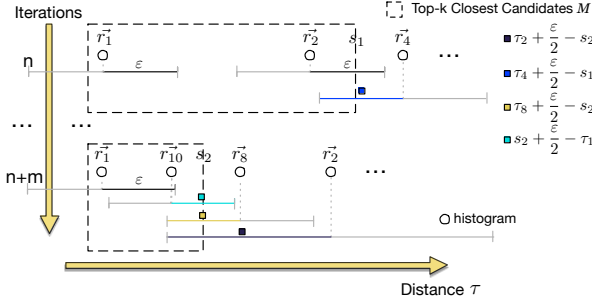 Iterations
Top-k Closest Candidates M
n
r⃗₁
ε
r⃗₂
s₁
ε
r⃗₄
...
τ₂ + ε/2 − s₂
τ₄ + ε/2 − s₁
τ₈ + ε/2 − s₂
s₂ + ε/2 − τ₁
... ...
n+m
r⃗₁
ε
r⃗₁₀
s₂
r⃗₈
r⃗₂
...
histogram
Distance τ